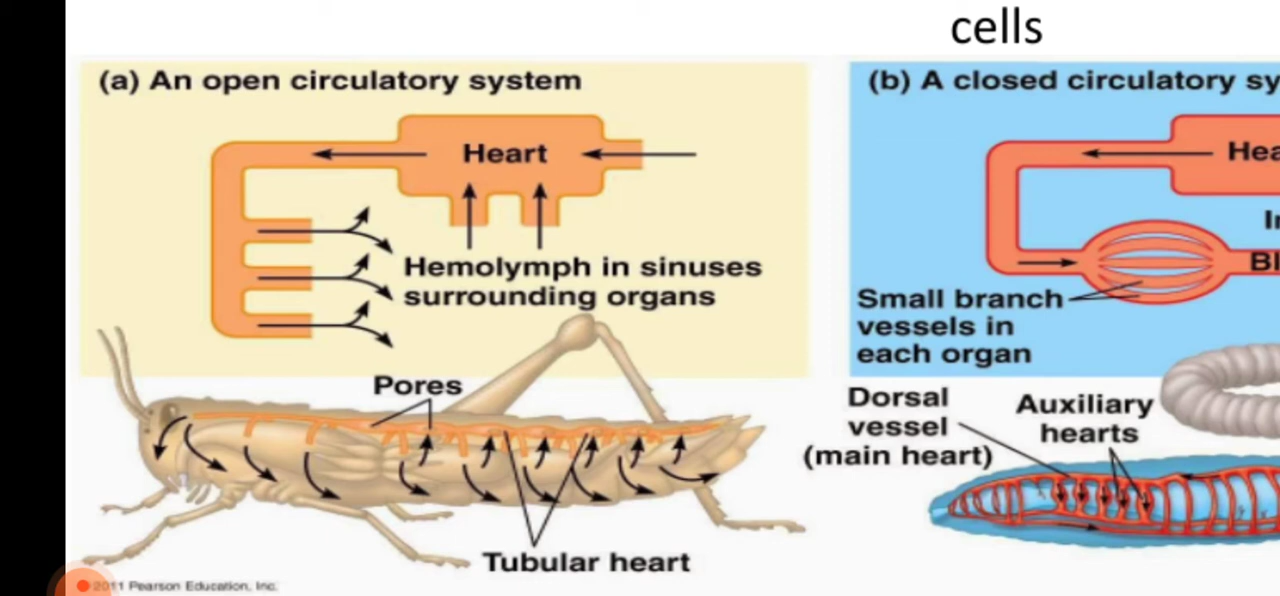 cells
(a) An open circulatory system
Heart
Hemolymph in sinuses
surrounding organs
Pores
Tubular heart
(b) A closed circulatory sy
Hea
Small branch
vessels in
each organ
Dorsal
vessel
(main heart)
Auxiliary
hearts
2011 Pearson Education, Inc.